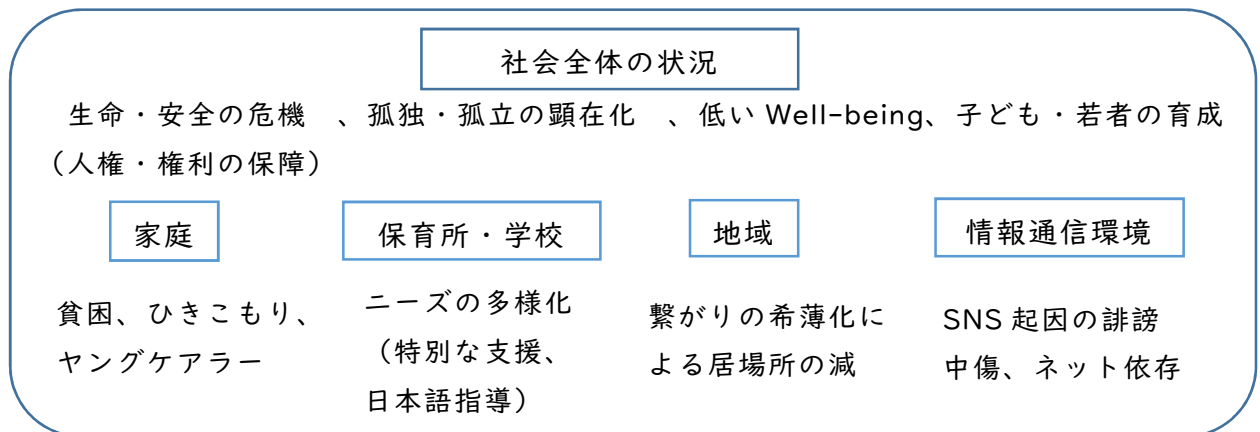 社会全体の状況
生命・安全の危機　、孤独・孤立の顕在化　、低い Well-being、子ども・若者の育成
（人権・権利の保障）
家庭
貧困、ひきこもり、
ヤングケアラー
保育所・学校
ニーズの多様化
（特別な支援、
日本語指導）
地域
繋がりの希薄化に
よる居場所の減
情報通信環境
SNS 起因の誹謗
中傷、ネット依存